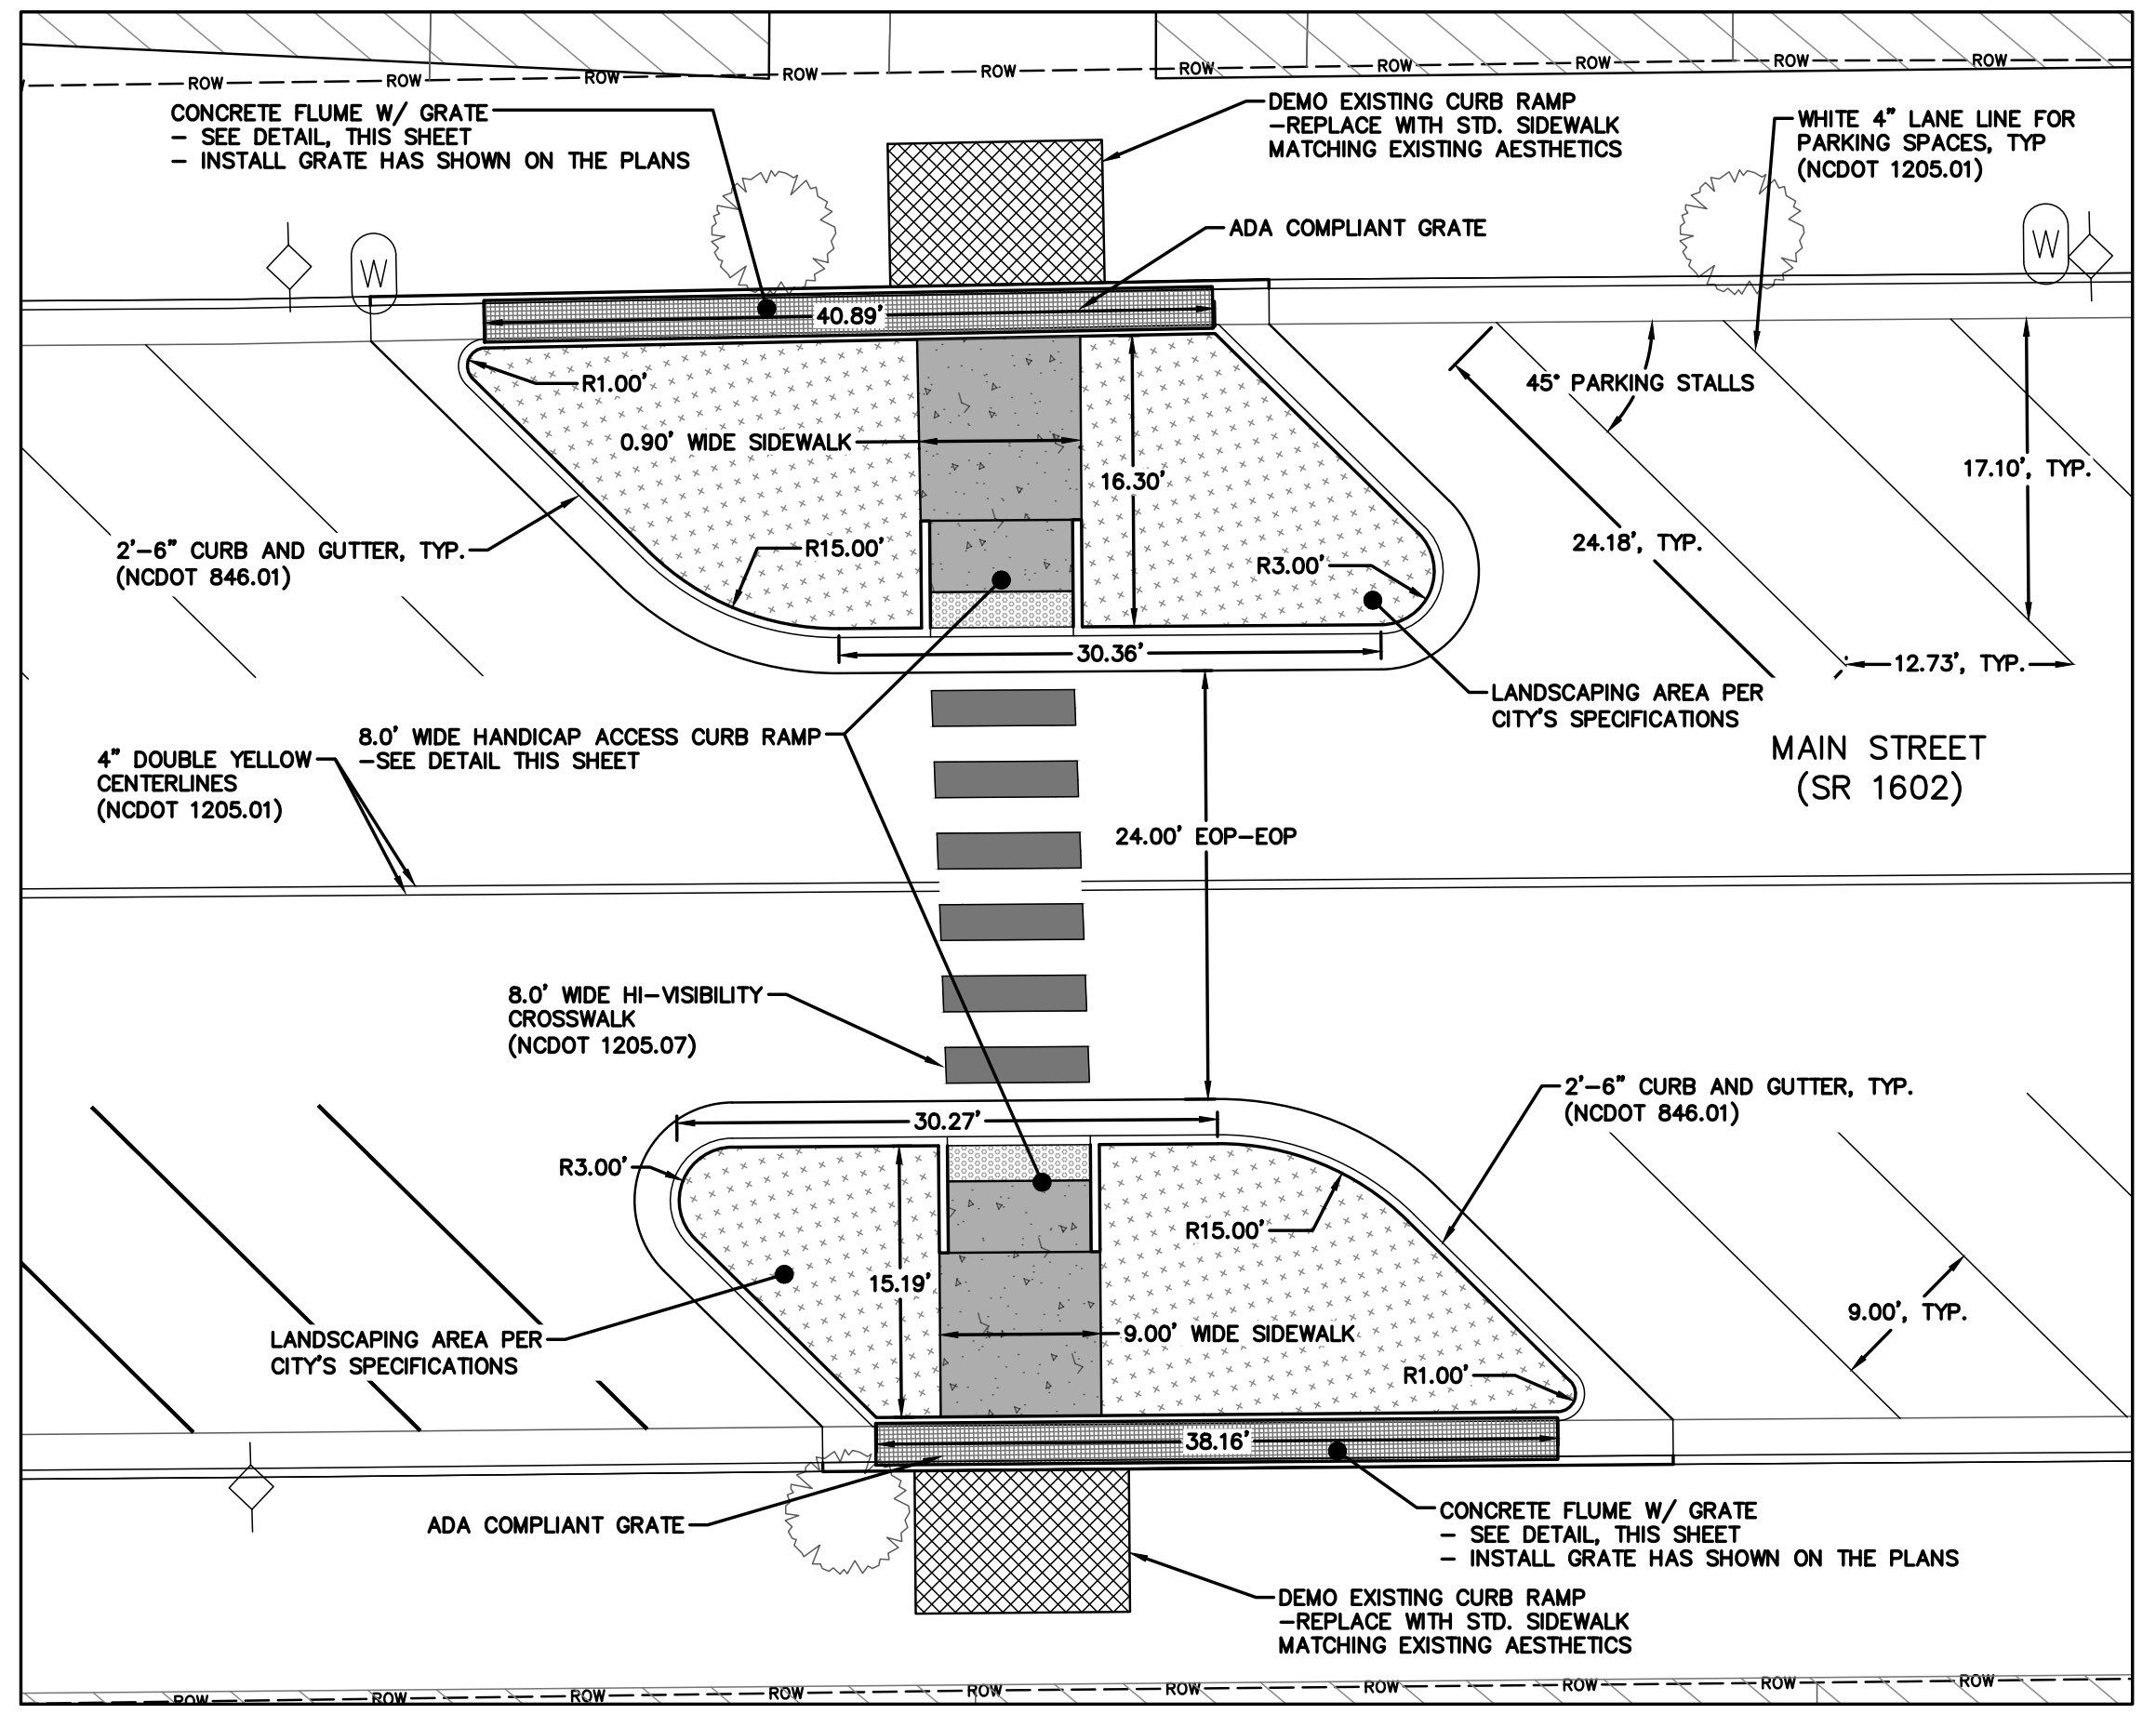 ROW ROW ROW ROW ROW ROW ROW ROW ROW ROW
CONCRETE FLUME W/ GRATE
- SEE DETAIL, THIS SHEET
- INSTALL GRATE HAS SHOWN ON THE PLANS
DEMO EXISTING CURB RAMP
-REPLACE WITH STD. SIDEWALK
MATCHING EXISTING AESTHETICS
WHITE 4" LANE LINE FOR
PARKING SPACES, TYP
(NCDOT 1205.01)
ADA COMPLIANT GRATE
W
W
40.89'
R1.00'
45° PARKING STALLS
0.90' WIDE SIDEWALK
16.30'
17.10', TYP.
2'-6" CURB AND GUTTER, TYP.
(NCDOT 846.01)
R15.00'
R3.00'
24.18', TYP.
30.36'
12.73', TYP.
LANDSCAPING AREA PER
CITY'S SPECIFICATIONS
8.0' WIDE HANDICAP ACCESS CURB RAMP
-SEE DETAIL THIS SHEET
MAIN STREET
(SR 1602)
4" DOUBLE YELLOW
CENTERLINES
(NCDOT 1205.01)
24.00' EOP-EOP
8.0' WIDE HI-VISIBILITY
CROSSWALK
(NCDOT 1205.07)
2'-6" CURB AND GUTTER, TYP.
(NCDOT 846.01)
30.27'
R3.00'
R15.00'
15.19'
9.00', TYP.
LANDSCAPING AREA PER
CITY'S SPECIFICATIONS
9.00' WIDE SIDEWALK
R1.00'
38.16'
ADA COMPLIANT GRATE
CONCRETE FLUME W/ GRATE
- SEE DETAIL, THIS SHEET
- INSTALL GRATE HAS SHOWN ON THE PLANS
DEMO EXISTING CURB RAMP
-REPLACE WITH STD. SIDEWALK
MATCHING EXISTING AESTHETICS
ROW ROW ROW ROW ROW ROW ROW ROW ROW ROW